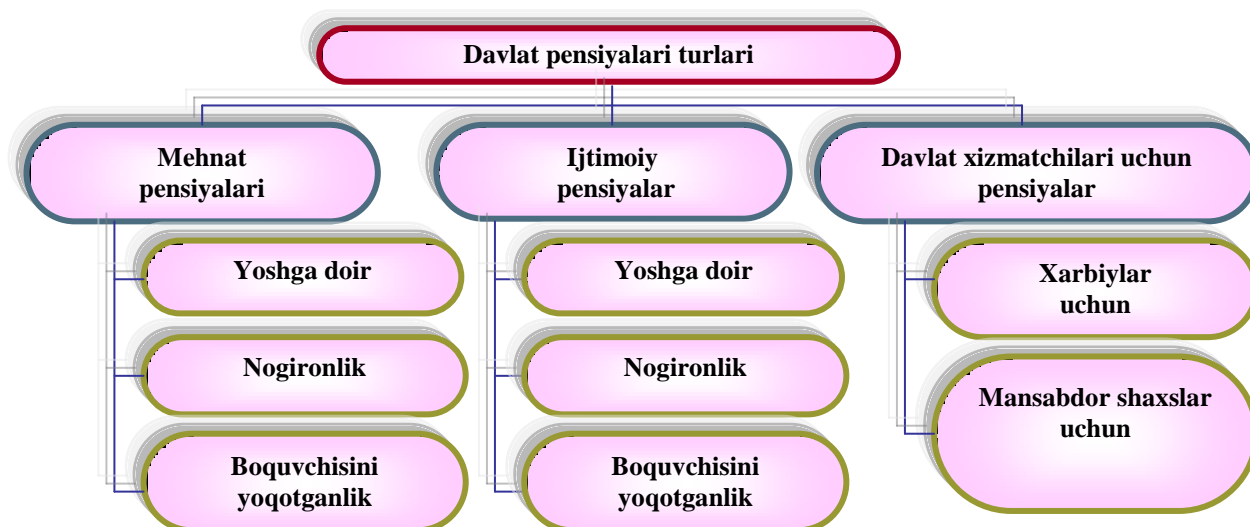 Davlat pensiyalari turlari
Mehnat
pensiyalari
Ijtimoiy
pensiyalar
Davlat xizmatchilari uchun
pensiyalar
Yoshga doir
Nogironlik
Boquvchisini
yoqotganlik
Yoshga doir
Nogironlik
Boquvchisini
yoqotganlik
Xarbiylar
uchun
Mansabdor shaxslar
uchun